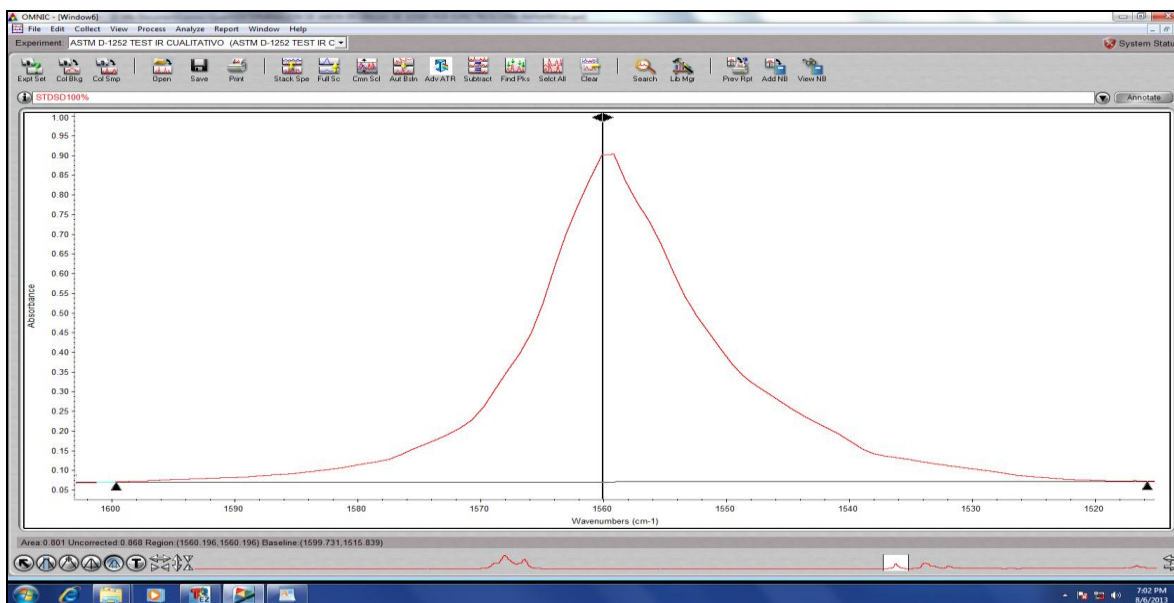 OMNIC - [Window6]
File Edit Collect View Process Analyze Report Window Help
Experiment: ASTM D-1252 TEST IR CUALITATIVO (ASTM D-1252 TEST IR C
System Statu
Expt Set Col Bkg Col Smp Open Save Print Stack Spe Full Sc Cmn Scl Aut Bsln Adv ATR Subtract Find Pks Selct All Clear Search Lib Mgr Prev Rpt Add NB View NB
STDSD100%
Annotate
1.00
0.95
0.90
0.85
0.80
0.75
0.70
0.65
0.60
0.55
0.50
0.45
0.40
0.35
0.30
0.25
0.20
0.15
0.10
0.05
Absorbance
1600 1590 1580 1570 1560 1550 1540 1530 1520
Wavenumbers (cm-1)
Area:0.801 Uncorrected:0.868 Region:(1560.196,1560.196) Baseline:(1599.731,1515.839)
T
7:02 PM
8/6/2013